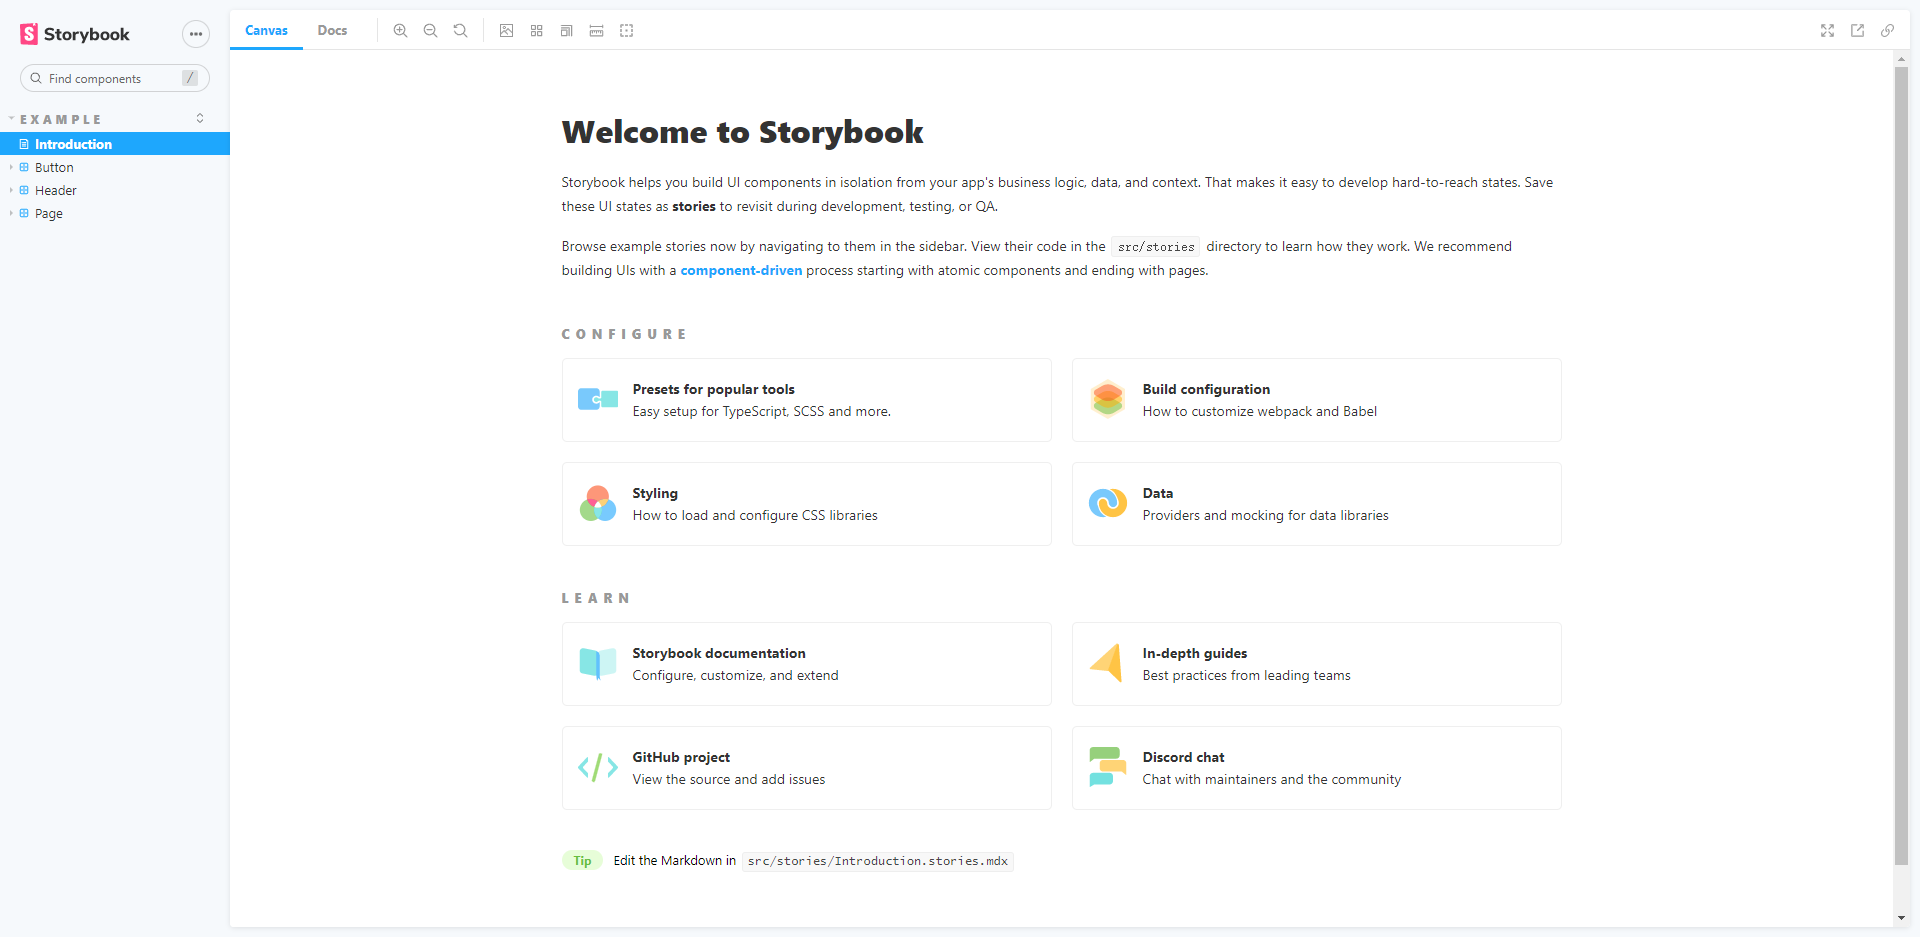 Storybook
Find components
/
EXAMPLE
Introduction
Button
Header
Page
Canvas
Docs
Welcome to Storybook
Storybook helps you build UI components in isolation from your app's business logic, data, and context. That makes it easy to develop hard-to-reach states. Save
these UI states as stories to revisit during development, testing, or QA.
Browse example stories now by navigating to them in the sidebar. View their code in the src/stories directory to learn how they work. We recommend
building UIs with a component-driven process starting with atomic components and ending with pages.
CONFIGURE
Presets for popular tools
Easy setup for TypeScript, SCSS and more.
Build configuration
How to customize webpack and Babel
Styling
How to load and configure CSS libraries
Data
Providers and mocking for data libraries
LEARN
Storybook documentation
Configure, customize, and extend
In-depth guides
Best practices from leading teams
GitHub project
View the source and add issues
Discord chat
Chat with maintainers and the community
Tip Edit the Markdown in src/stories/Introduction.stories.mdx